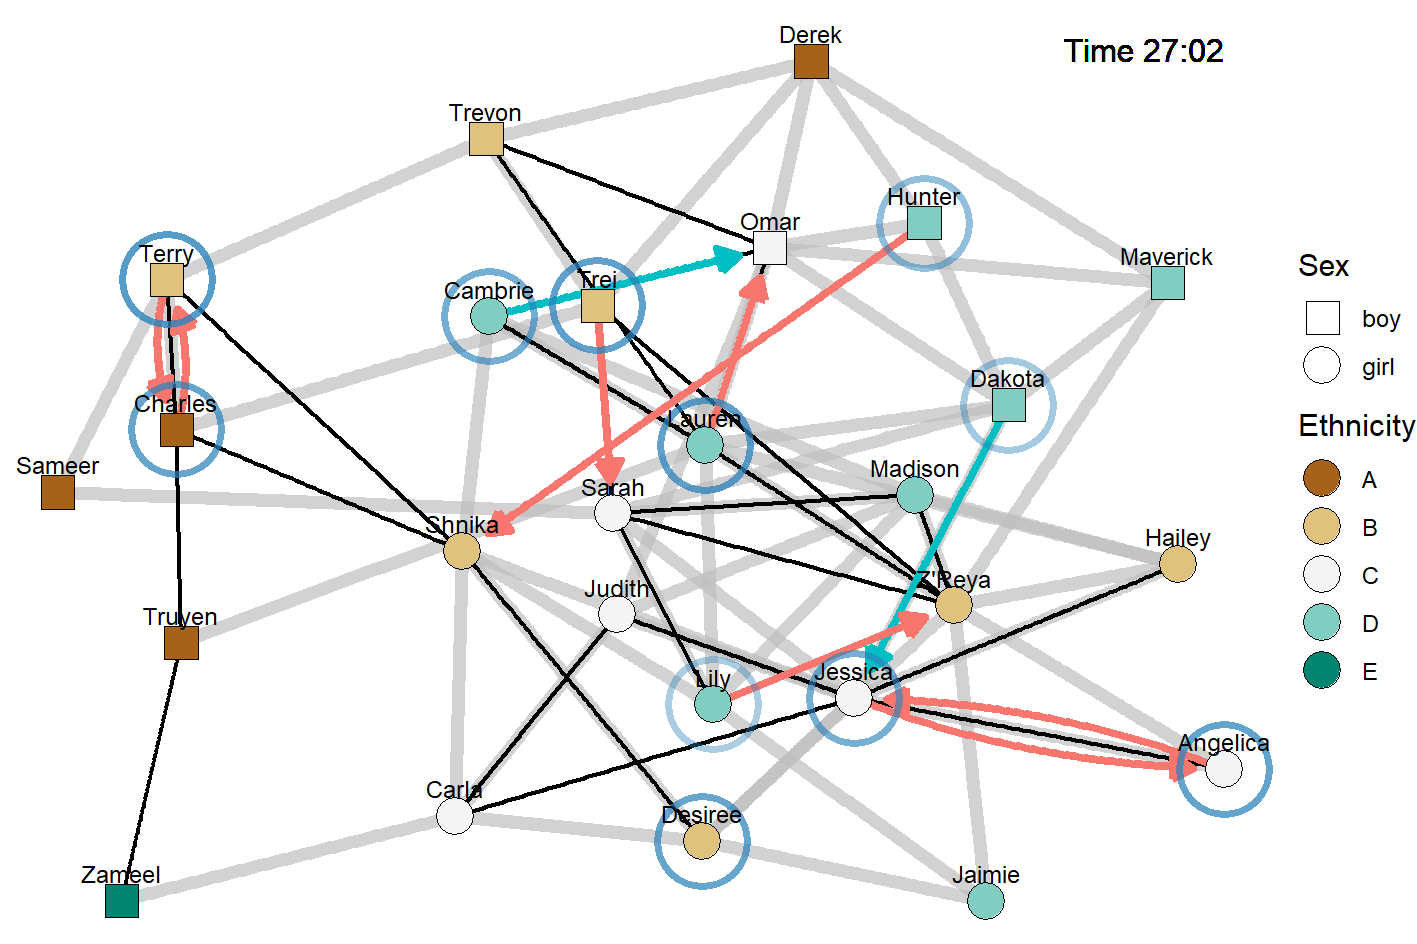 Derek
Time 27:02
Trevon
Hunter
Omar
Terry
Maverick
Trei
Cambrie
Sex
boy
girl
Dakota
Charles
Lauren
Ethnicity
Sameer
Madison
A
Sarah
Shnika
B
Hailey
Z'Reya
C
Judith
Truyen
D
Jessica
Lily
E
Angelica
Carla
Desiree
Zameel
Jaimie